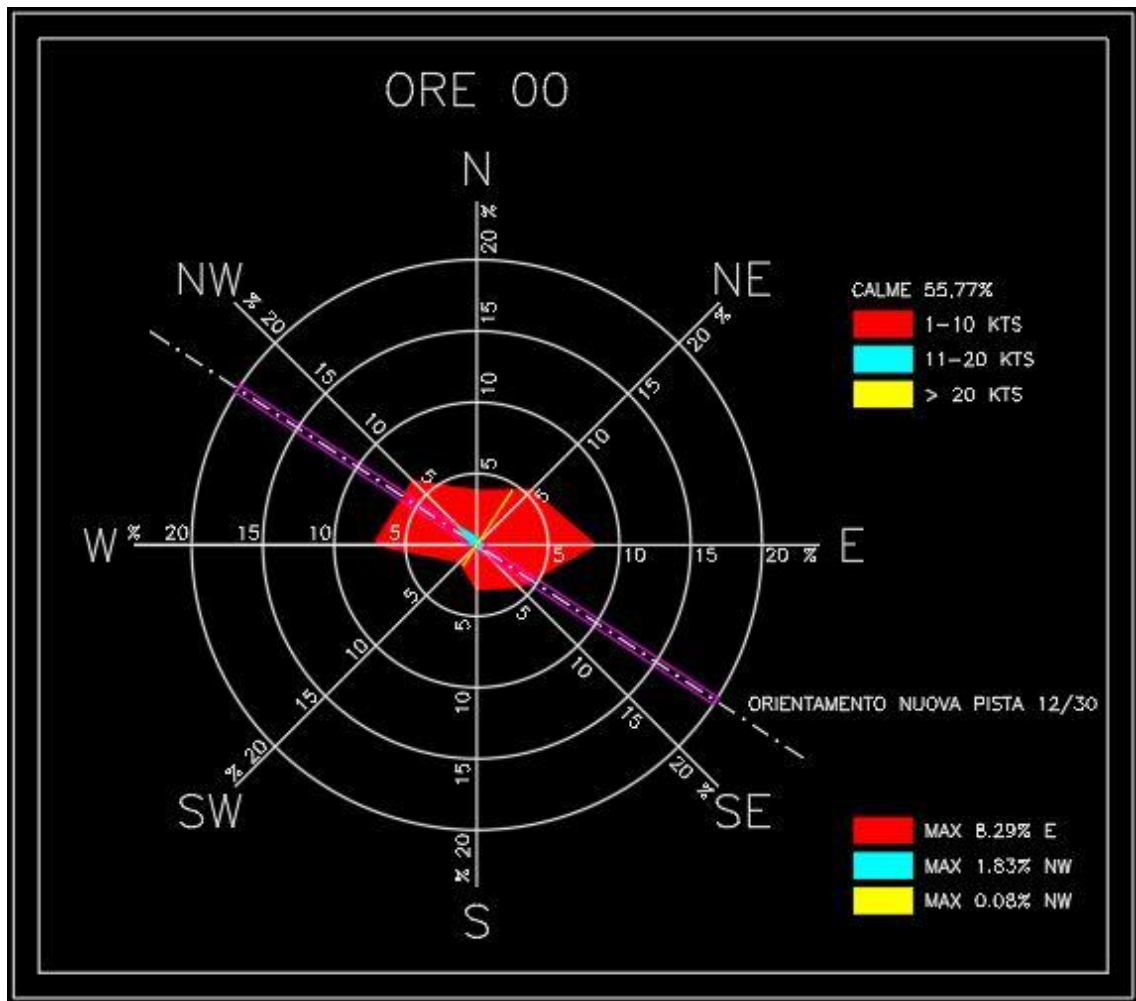 ORE 00
N
% 20 15 10 5
NW
% 20 15 10 5
NE
% 20 15 10 5
CALME 55,77%
1-10 KTS
11-20 KTS
> 20 KTS
W % 20 15 10 5
5 10 15 20 % E
5 10 15 20 %
SW
5 10 15 20 %
S
5 10 15 20 %
SE
ORIENTAMENTO NUOVA PISTA 12/30
MAX 8.29% E
MAX 1.83% NW
MAX 0.08% NW